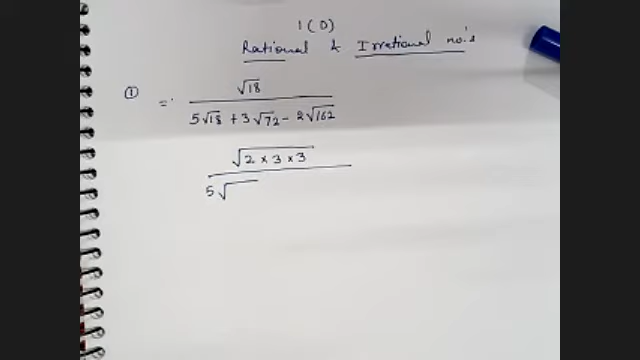 1(D)
Rational & Irrational no.'s
① =. √18 / 5√18 + 3√72 - 2√162
√2 × 3 × 3 / 5√